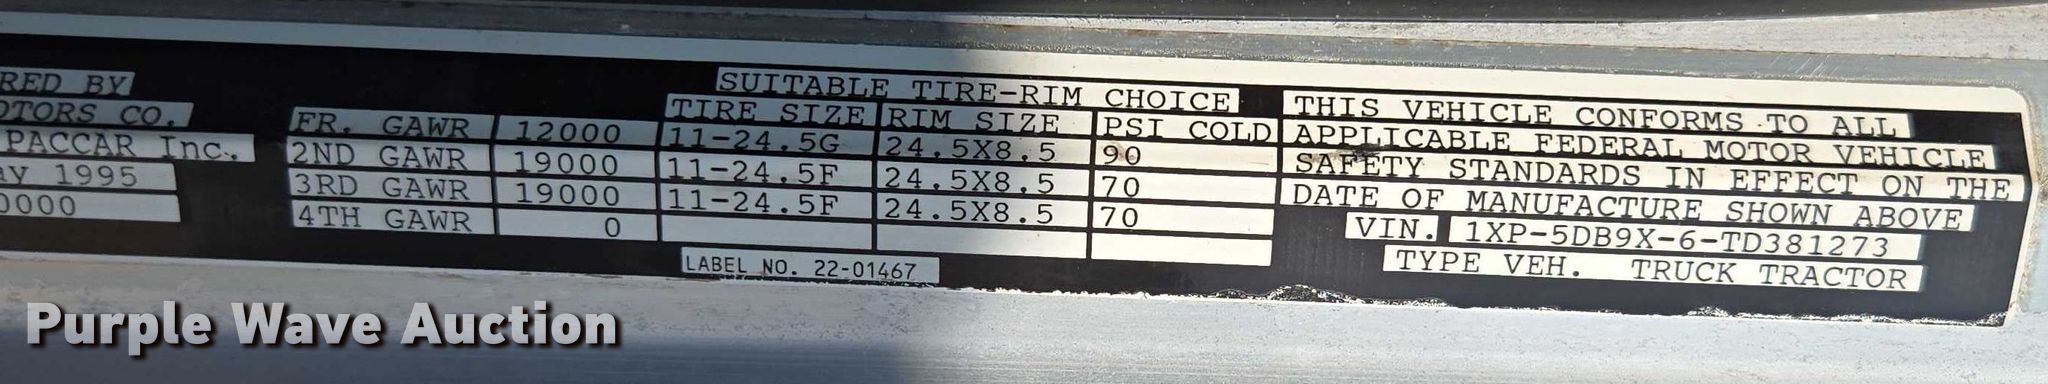 RED BY
OTORS CO.
PACCAR Inc.
ay 1995
0000
SUITABLE TIRE-RIM CHOICE
TIRE SIZE RIM SIZE PSI COLD
FR. GAWR 12000 11-24.5G 24.5X8.5 90
2ND GAWR 19000 11-24.5F 24.5X8.5 70
3RD GAWR 19000 11-24.5F 24.5X8.5 70
4TH GAWR 0
LABEL NO. 22-01467
THIS VEHICLE CONFORMS TO ALL
APPLICABLE FEDERAL MOTOR VEHICLE
SAFETY STANDARDS IN EFFECT ON THE
DATE OF MANUFACTURE SHOWN ABOVE
VIN. 1XP-5DB9X-6-TD381273
TYPE VEH. TRUCK TRACTOR
Purple Wave Auction